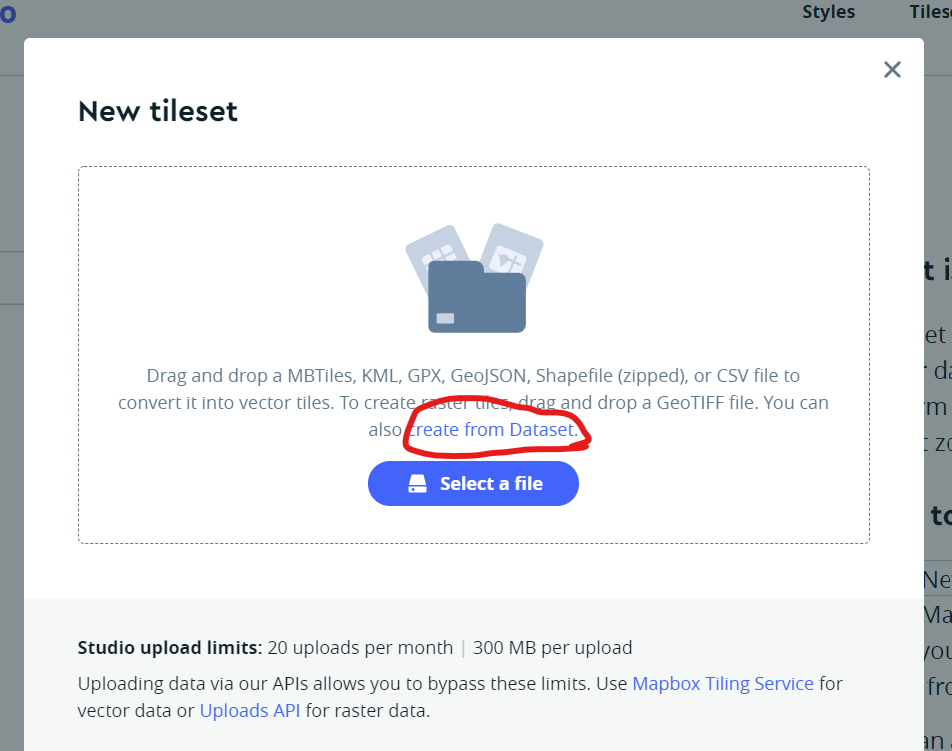 Styles
New tileset
Drag and drop a MBTiles, KML, GPX, GeoJSON, Shapefile (zipped), or CSV file to
convert it into vector tiles. To create raster tiles, drag and drop a GeoTIFF file. You can
also create from Dataset.
Select a file
Studio upload limits: 20 uploads per month | 300 MB per upload
Uploading data via our APIs allows you to bypass these limits. Use Mapbox Tiling Service for
vector data or Uploads API for raster data.